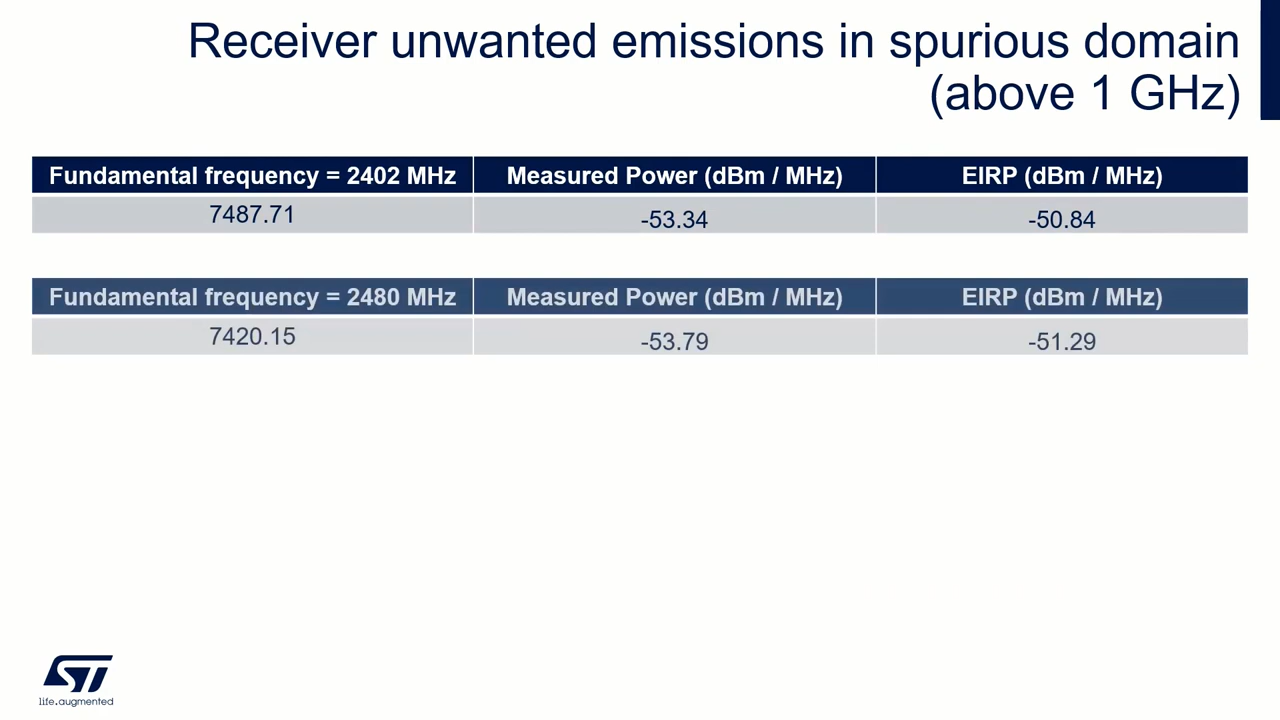 Receiver unwanted emissions in spurious domain
(above 1 GHz)
Fundamental frequency = 2402 MHz Measured Power (dBm / MHz) EIRP (dBm / MHz)
7487.71 -53.34 -50.84
Fundamental frequency = 2480 MHz Measured Power (dBm / MHz) EIRP (dBm / MHz)
7420.15 -53.79 -51.29
ST
life.augmented